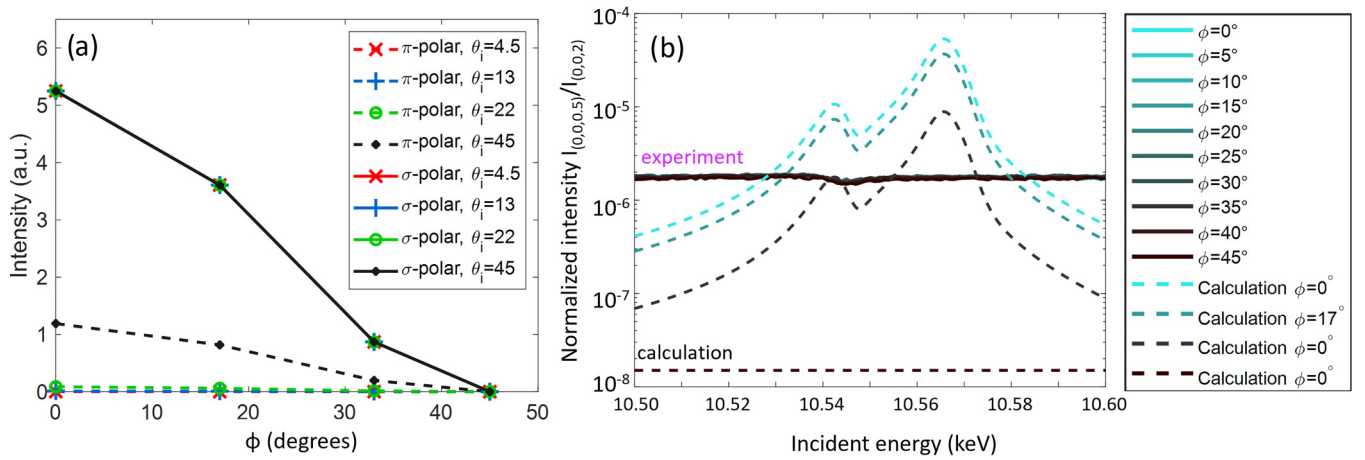 (a)
6
5
4
3
2
1
0
0
10
20
30
40
50
Intensity (a.u.)
ϕ (degrees)
π-polar, θi=4.5
π-polar, θi=13
π-polar, θi=22
π-polar, θi=45
σ-polar, θi=4.5
σ-polar, θi=13
σ-polar, θi=22
σ-polar, θi=45
(b)
10-4
10-5
10-6
10-7
10-8
10.50
10.52
10.54
10.56
10.58
10.60
Normalized intensity I(0,0,0.5)/I(0,0,2)
Incident energy (keV)
experiment
calculation
ϕ=0°
ϕ=5°
ϕ=10°
ϕ=15°
ϕ=20°
ϕ=25°
ϕ=30°
ϕ=35°
ϕ=40°
ϕ=45°
Calculation ϕ=0°
Calculation ϕ=17°
Calculation ϕ=0°
Calculation ϕ=0°